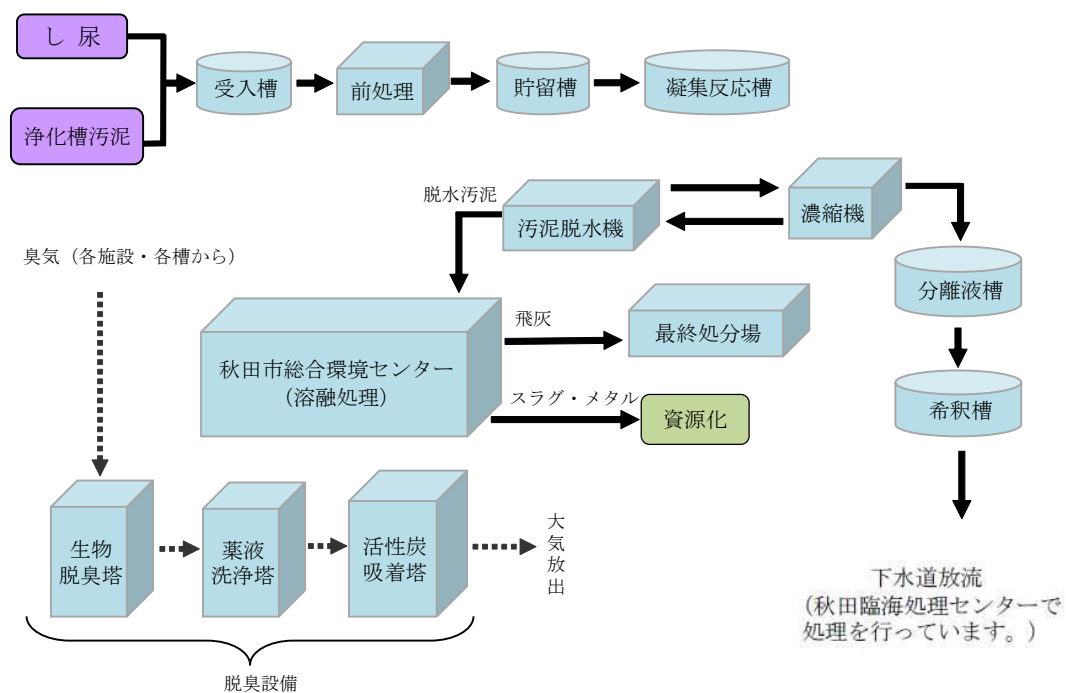 し 尿
浄化槽汚泥
受入槽
前処理
貯留槽
凝集反応槽
脱水汚泥
汚泥脱水機
濃縮機
臭気（各施設・各槽から）
分離液槽
飛灰
最終処分場
秋田市総合環境センター
（溶融処理）
スラグ・メタル
資源化
希釈槽
生物
脱臭塔
薬液
洗浄塔
活性炭
吸着塔
大気放出
下水道放流
（秋田臨海処理センターで
処理を行っています。）
脱臭設備